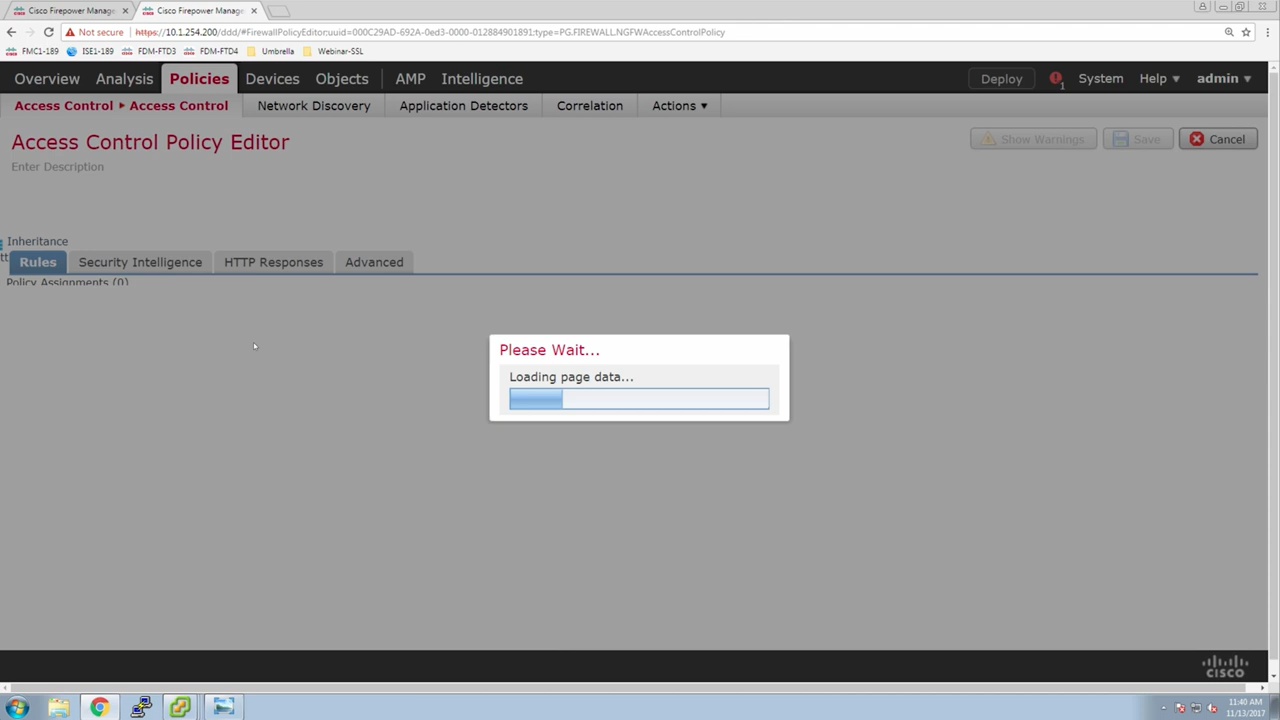 Cisco Firepower Manage
Cisco Firepower Manage
Not secure
https://10.1.254.200/ddd/#FirewallPolicyEditor:uuid=000C29AD-692A-0ed3-0000-012884901891;type=PG.FIREWALL.NGFWAccessControlPolicy
FMC1-189
ISE1-189
FDM-FTD3
FDM-FTD4
Umbrella
Webinar-SSL
Overview
Analysis
Policies
Devices
Objects
AMP
Intelligence
Deploy
1
System
Help
admin
Access Control
Access Control
Network Discovery
Application Detectors
Correlation
Actions
Access Control Policy Editor
Show Warnings
Save
Cancel
Enter Description
Inheritance
Rules
Security Intelligence
HTTP Responses
Advanced
Policy Assignments (0)
Please Wait...
Loading page data...
CISCO
11:40 AM
11/13/2017